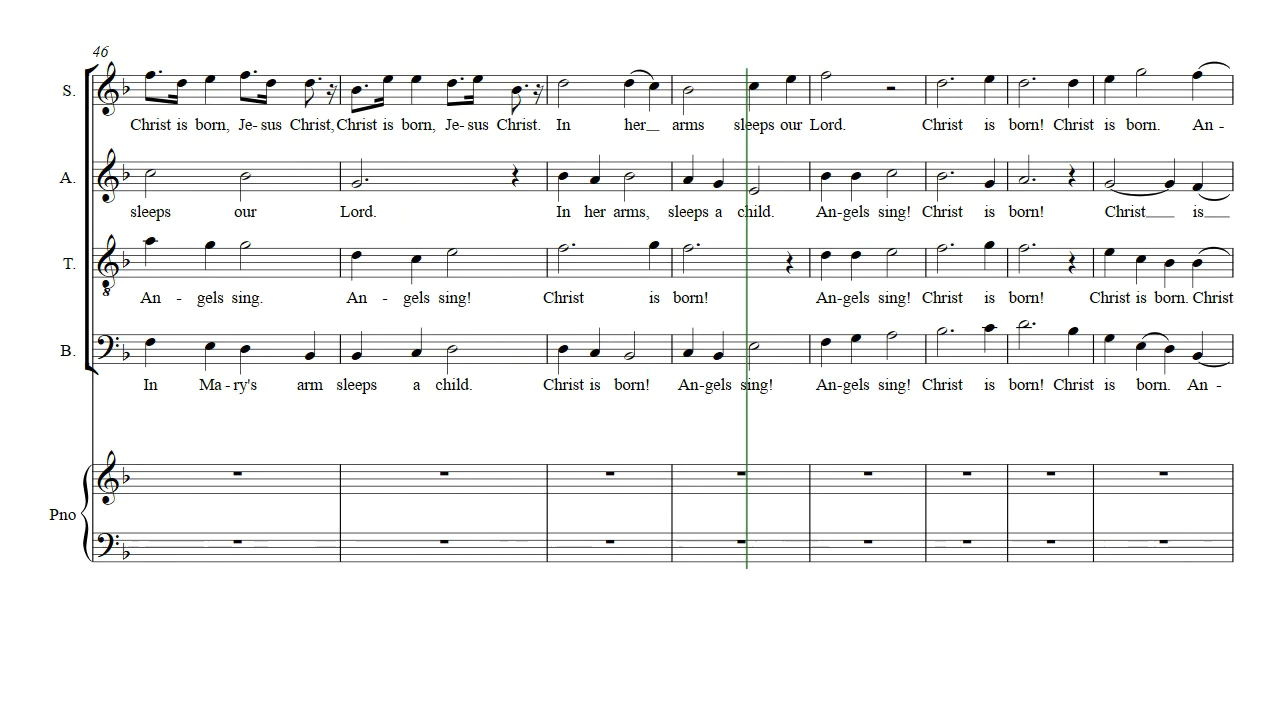 46
S.
Christ is born, Je- sus Christ, Christ is born, Je- sus Christ. In her__ arms sleeps our Lord. Christ is born! Christ is born. An -
A.
sleeps our Lord. In her arms, sleeps a child. An-gels sing! Christ is born! Christ___ is___
T.
8
An - gels sing. An - gels sing! Christ is born! An-gels sing! Christ is born! Christ is born. Christ
B.
In Ma - ry's arm sleeps a child. Christ is born! An-gels sing! An-gels sing! Christ is born! Christ is born. An -
Pno